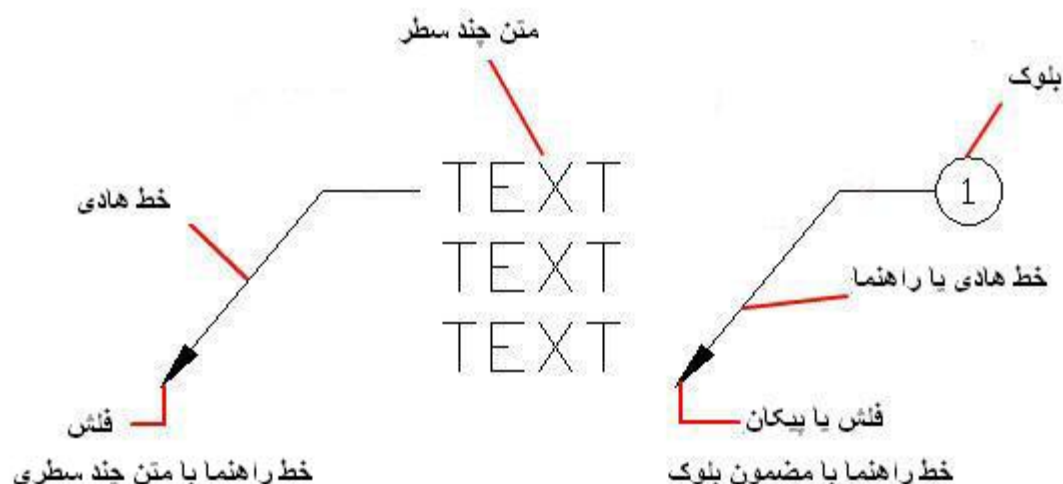 متن چند سطر
بلوک
1
TEXT
TEXT
TEXT
خط هادی
خط هادی یا راهنما
فلش یا پیکان
فلش
خط راهنما با مضمون بلوک
خط راهنما با متن چند سطری